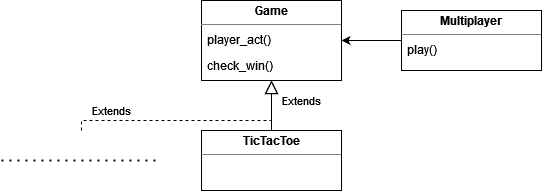 Game
player_act()
check_win()
Multiplayer
play()
Extends
Extends
TicTacToe